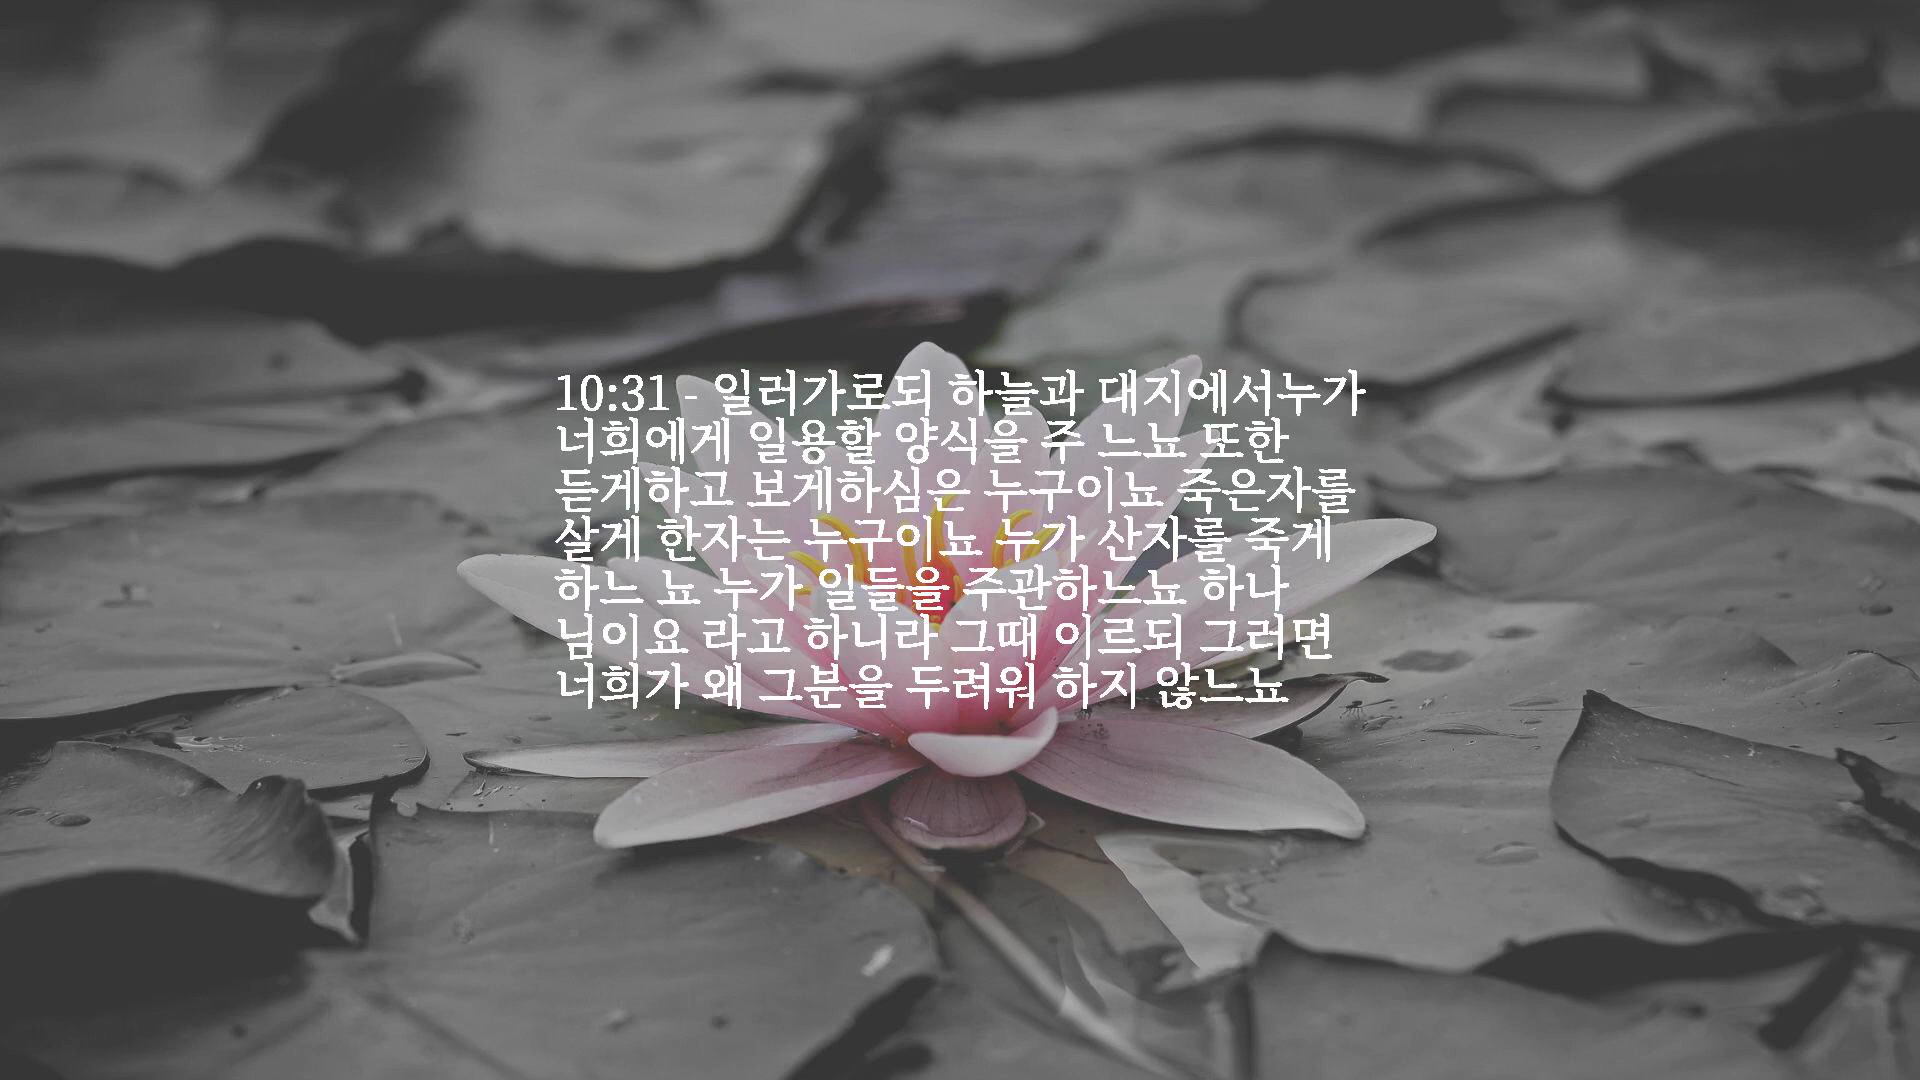 10:31 - 일러가로되 하늘과 대지에서누가
너희에게 일용할 양식을 주 느뇨 또한
듣게하고 보게하심은 누구이뇨 죽은자를
살게 한자는 누구이뇨 누가 산자를 죽게
하느 뇨 누가 일들을 주관하느뇨 하나
님이요 라고 하니라 그때 이르되 그러면
너희가 왜 그분을 두려워 하지 않느뇨